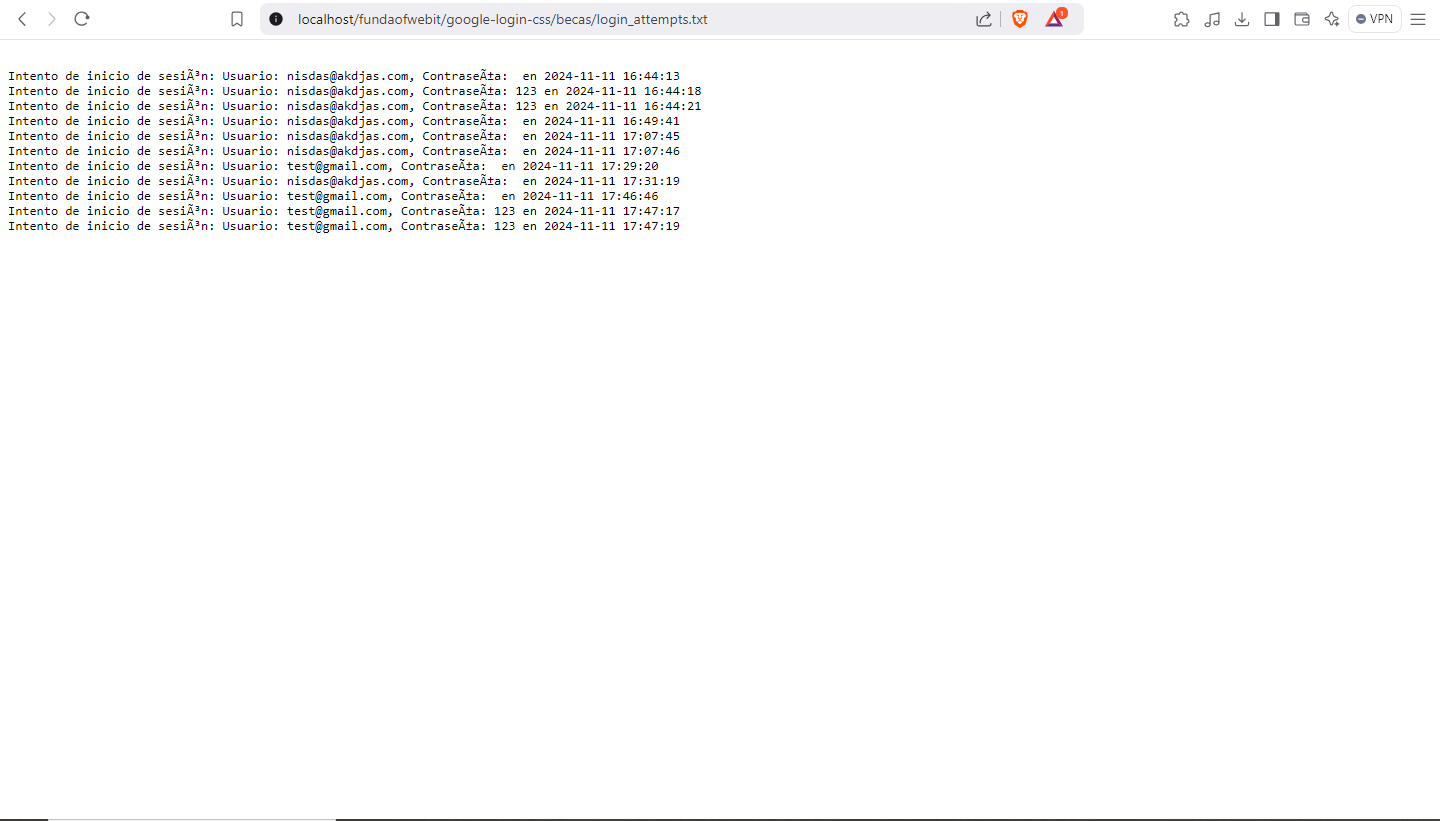 localhost/fundaofwebit/google-login-css/becas/login_attempts.txt
1
VPN
Intento de inicio de sesiÃ³n: Usuario: nisdas@akdjas.com, ContraseÃ±a:  en 2024-11-11 16:44:13
Intento de inicio de sesiÃ³n: Usuario: nisdas@akdjas.com, ContraseÃ±a: 123 en 2024-11-11 16:44:18
Intento de inicio de sesiÃ³n: Usuario: nisdas@akdjas.com, ContraseÃ±a: 123 en 2024-11-11 16:44:21
Intento de inicio de sesiÃ³n: Usuario: nisdas@akdjas.com, ContraseÃ±a:  en 2024-11-11 16:49:41
Intento de inicio de sesiÃ³n: Usuario: nisdas@akdjas.com, ContraseÃ±a:  en 2024-11-11 17:07:45
Intento de inicio de sesiÃ³n: Usuario: nisdas@akdjas.com, ContraseÃ±a:  en 2024-11-11 17:07:46
Intento de inicio de sesiÃ³n: Usuario: test@gmail.com, ContraseÃ±a:  en 2024-11-11 17:29:20
Intento de inicio de sesiÃ³n: Usuario: nisdas@akdjas.com, ContraseÃ±a:  en 2024-11-11 17:31:19
Intento de inicio de sesiÃ³n: Usuario: test@gmail.com, ContraseÃ±a:  en 2024-11-11 17:46:46
Intento de inicio de sesiÃ³n: Usuario: test@gmail.com, ContraseÃ±a: 123 en 2024-11-11 17:47:17
Intento de inicio de sesiÃ³n: Usuario: test@gmail.com, ContraseÃ±a: 123 en 2024-11-11 17:47:19